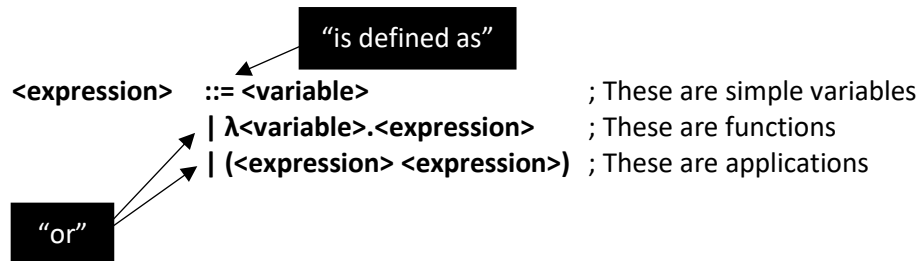 “is defined as”
<expression> ::= <variable> ; These are simple variables
| λ<variable>.<expression> ; These are functions
| (<expression> <expression>) ; These are applications
“or”